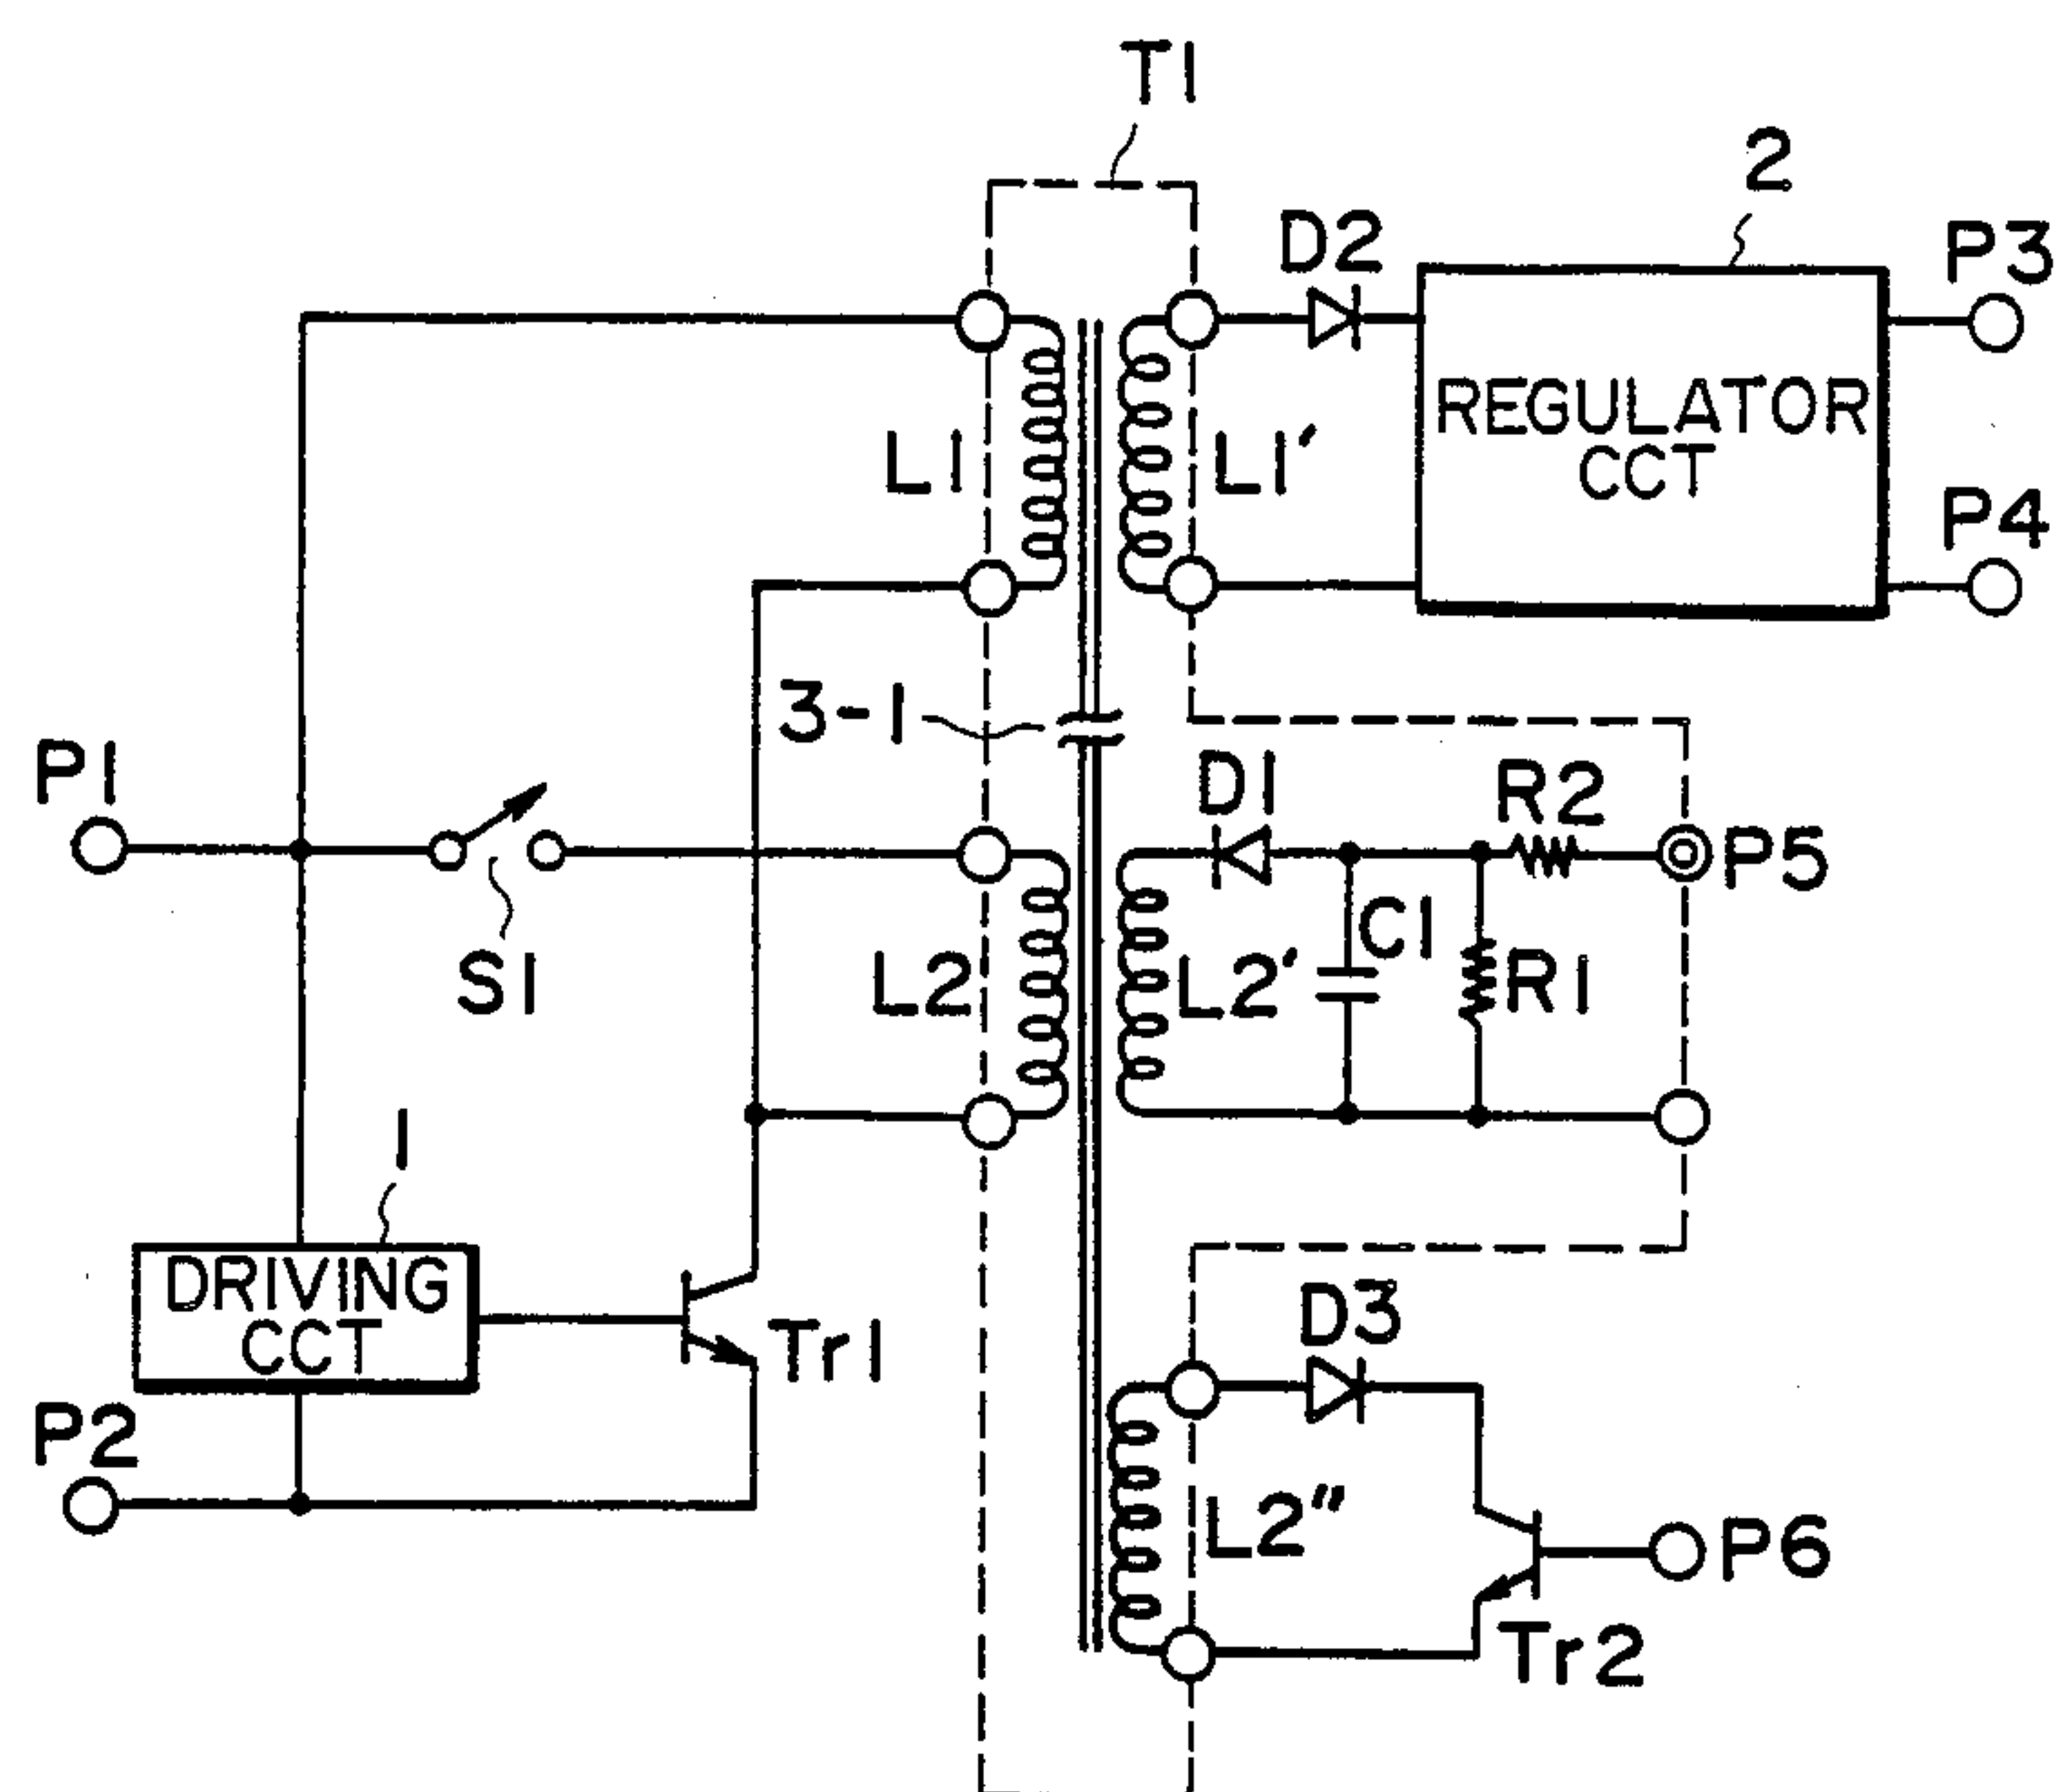 T1
2
D2
P3
REGULATOR
CCT
L1
L1′
P4
3-1
P1
D1
R2
P5
S1
L2
L2′
C1
R1
1
DRIVING
CCT
Tr1
D3
P2
L2″
P6
Tr2